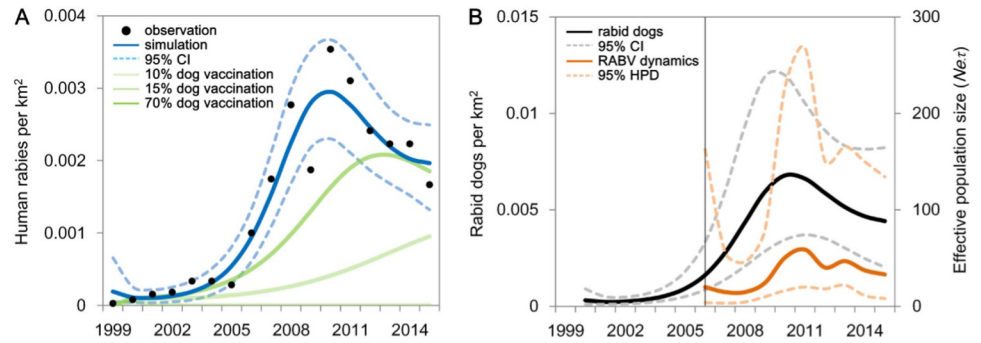 A
Human rabies per km²
0.004
0.003
0.002
0.001
0
observation
simulation
95% CI
10% dog vaccination
15% dog vaccination
70% dog vaccination
1999 2002 2005 2008 2011 2014
B
Rabid dogs per km²
0.015
0.01
0.005
0
rabid dogs
95% CI
RABV dynamics
95% HPD
300
200
100
0
Effective population size (Neτ)
1999 2002 2005 2008 2011 2014